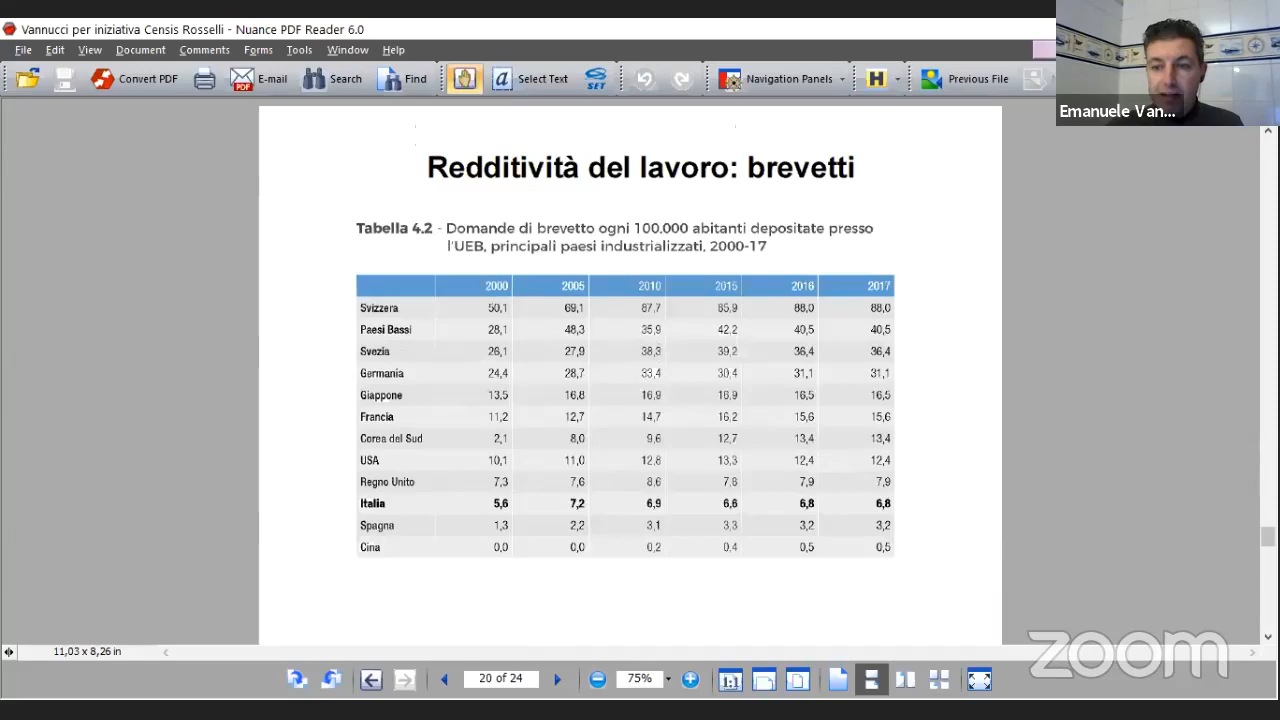 Vannucci per iniziativa Censis Rosselli - Nuance PDF Reader 6.0
File Edit View Document Comments Forms Tools Window Help
Convert PDF E-mail Search Find Select Text SET Navigation Panels H Previous File
Emanuele Van...
Redditività del lavoro: brevetti
Tabella 4.2 - Domande di brevetto ogni 100.000 abitanti depositate presso
l'UEB, principali paesi industrializzati, 2000-17
2000 2005 2010 2015 2016 2017
Svizzera 50,1 69,1 87,7 85,9 88,0 88,0
Paesi Bassi 28,1 48,3 35,9 42,2 40,5 40,5
Svezia 26,1 27,9 38,3 39,2 36,4 36,4
Germania 24,4 28,7 33,4 30,4 31,1 31,1
Giappone 13,5 16,8 16,9 16,9 16,5 16,5
Francia 11,2 12,7 14,7 16,2 15,6 15,6
Corea del Sud 2,1 8,0 9,6 12,7 13,4 13,4
USA 10,1 11,0 12,8 13,3 12,4 12,4
Regno Unito 7,3 7,6 8,6 7,8 7,9 7,9
Italia 5,6 7,2 6,9 6,6 6,8 6,8
Spagna 1,3 2,2 3,1 3,3 3,2 3,2
Cina 0,0 0,0 0,2 0,4 0,5 0,5
11,03 x 8,26 in
zoom
20 of 24 75% 1:1